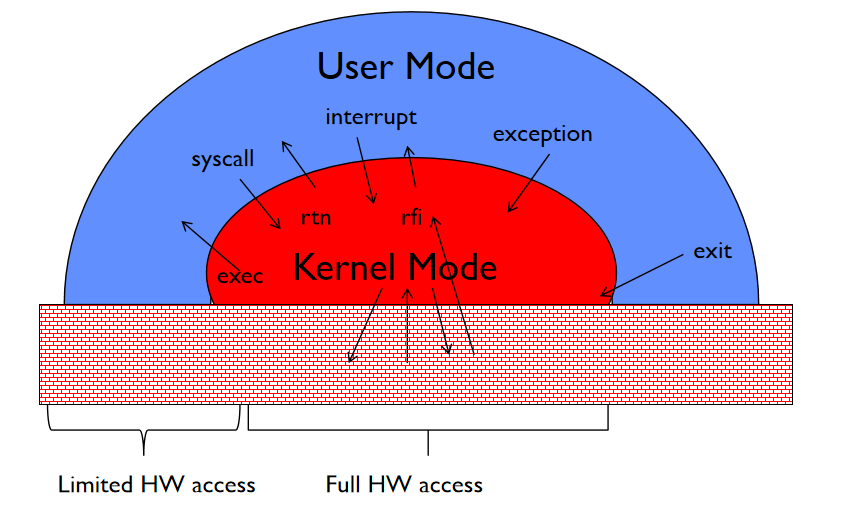 User Mode
interrupt
exception
syscall
rtn
rfi
exit
exec
Kernel Mode
Limited HW access
Full HW access